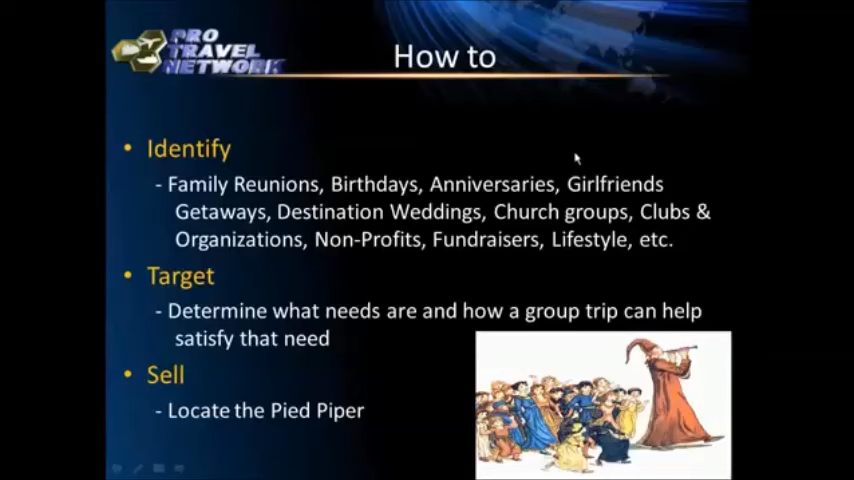 PRO
TRAVEL
NETWORK
How to
• Identify
- Family Reunions, Birthdays, Anniversaries, Girlfriends
Getaways, Destination Weddings, Church groups, Clubs &
Organizations, Non-Profits, Fundraisers, Lifestyle, etc.
• Target
- Determine what needs are and how a group trip can help
satisfy that need
• Sell
- Locate the Pied Piper